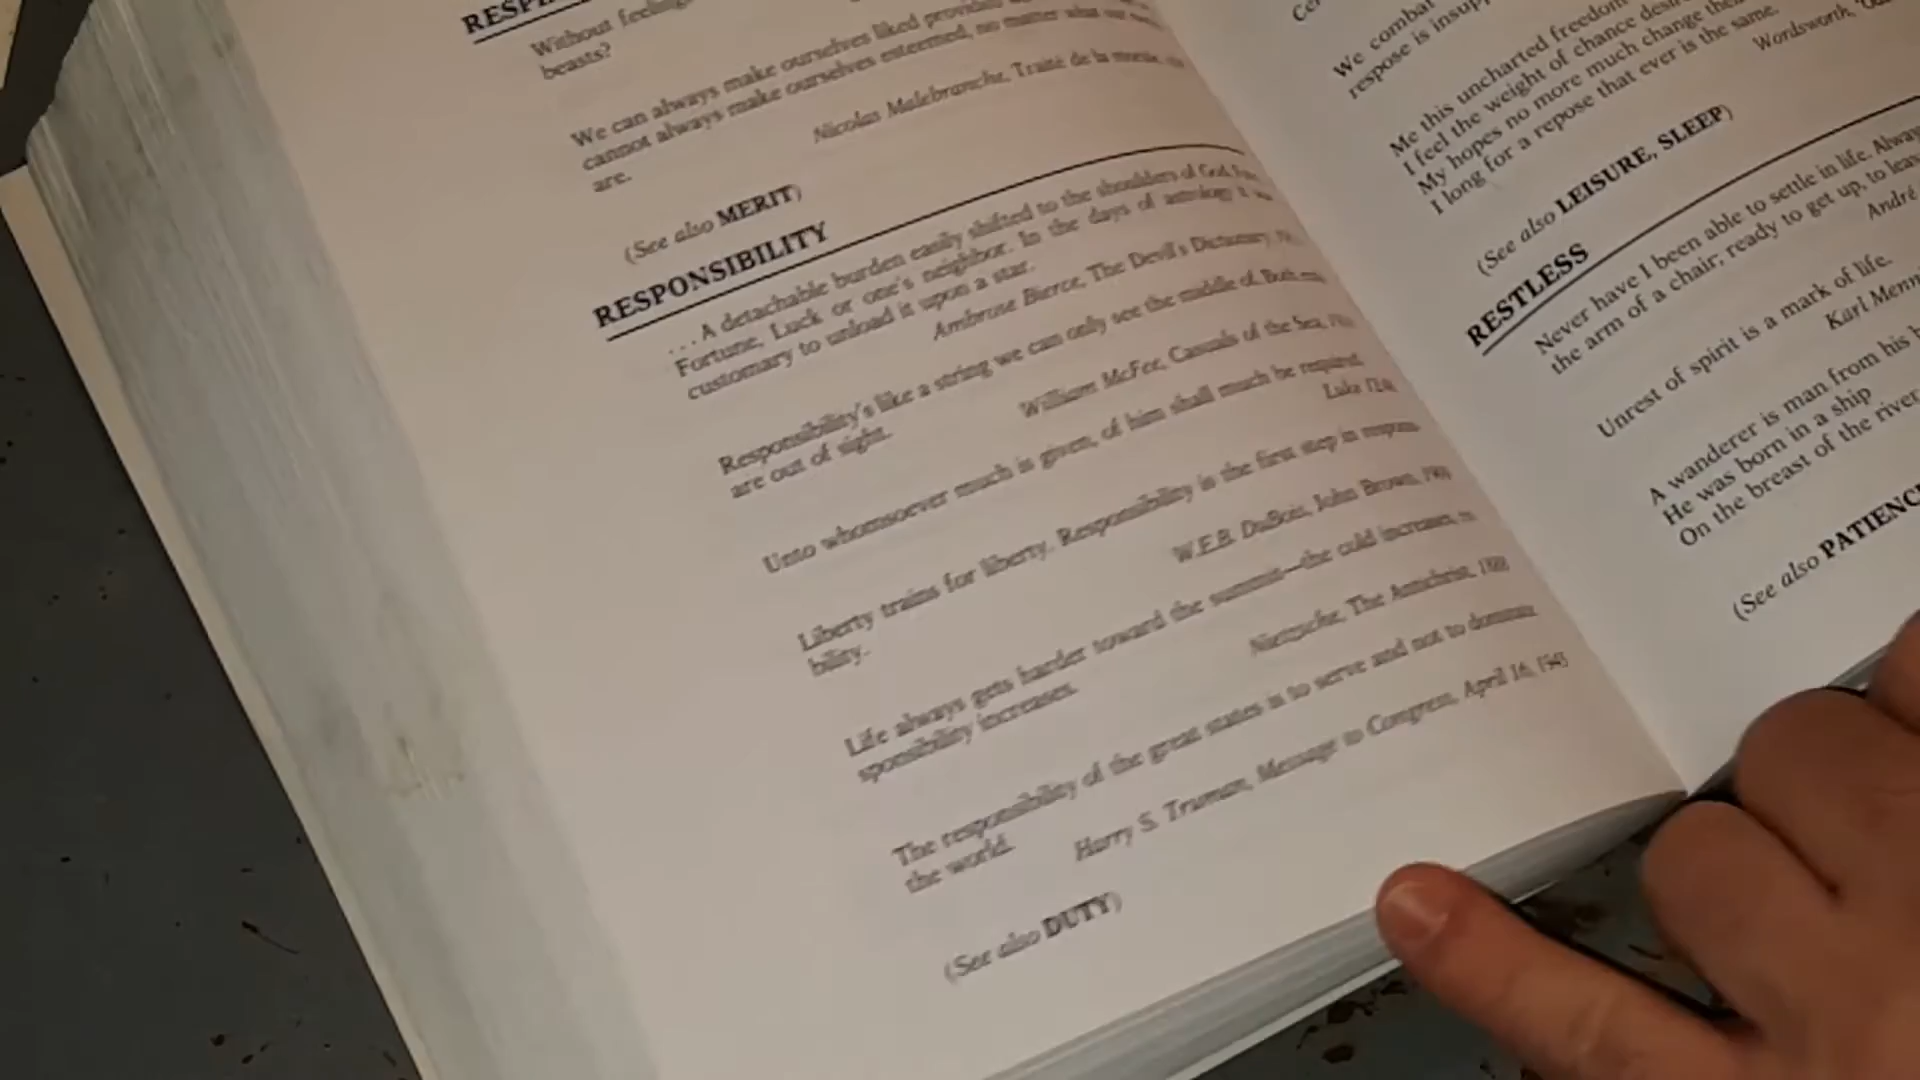 RESPE
Without feelings
beasts?
We can always make ourselves liked provided
cannot always make ourselves esteemed, no matter what our
are.
Nicolas Malebranche, Traité de la morale,
(See also MERIT)
RESPONSIBILITY
. . . A detachable burden easily shifted to the shoulders of God, Fate,
Fortune, Luck or one's neighbor. In the days of astrology it was
customary to unload it upon a star.
Ambrose Bierce, The Devil's Dictionary,
Responsibility's like a string we can only see the middle of. Both ends
are out of sight.
William McFee, Casuals of the Sea,
Unto whomsoever much is given, of him shall much be required.
Luke
Liberty trains for liberty. Responsibility is the first step in responsi-
bility.
W.E.B. DuBois, John Brown, 1909
Life always gets harder toward the summit—the cold increases, re-
sponsibility increases.
Nietzsche, The Antichrist, 1888
The responsibility of the great states is to serve and not to dominate
the world.
Harry S. Truman, Message to Congress, April 16, 1945
(See also DUTY)
We combat
respose is insupp
Me this uncharted freedom
I feel the weight of chance desi
My hopes no more much change their
I long for a repose that ever is the same.
Wordsworth,
(See also LEISURE, SLEEP)
RESTLESS
Never have I been able to settle in life. Alway
the arm of a chair; ready to get up, to leav
André
Unrest of spirit is a mark of life.
Karl Menn
A wanderer is man from his b
He was born in a ship
On the breast of the river
(See also PATIENC